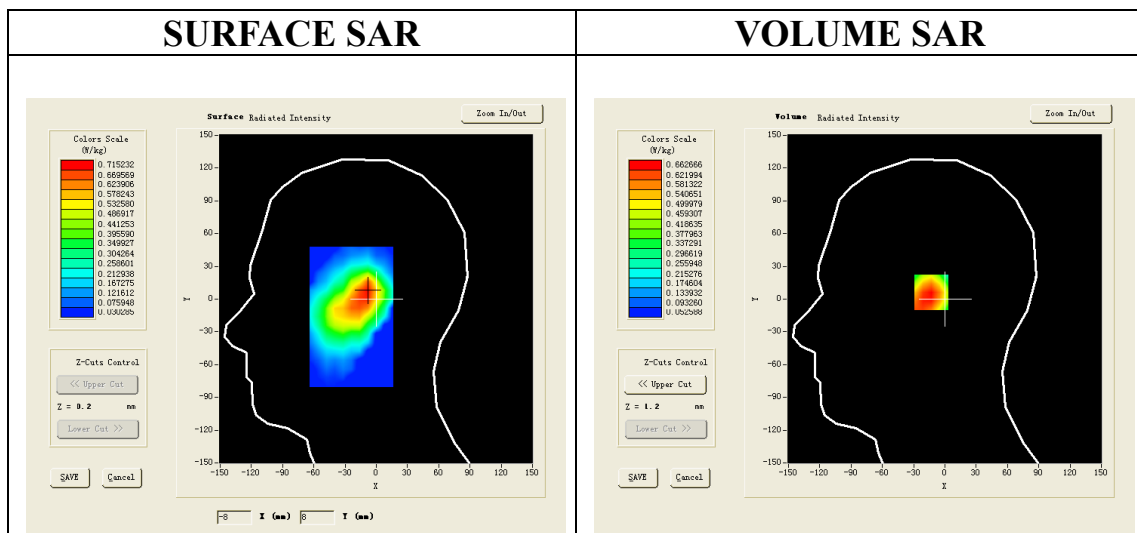 SURFACE SAR
VOLUME SAR
Surface Radiated Intensity
Zoom In/Out
Colors Scale
(W/kg)
0.715232
0.669569
0.623906
0.578243
0.532580
0.486917
0.441253
0.395590
0.349927
0.304264
0.258601
0.212938
0.167275
0.121612
0.075948
0.030285
150
120
90
60
30
0
-30
-60
-90
-120
-150
Y
-150 -120 -90 -60 -30 0 30 60 90 120 150
X
Z-Cuts Control
<< Upper Cut
Z = 0.2 mm
Lower Cut >>
SAVE Cancel
-8 X (mm) 8 Y (mm)
Volume Radiated Intensity
Zoom In/Out
Colors Scale
(W/kg)
0.662666
0.621994
0.581322
0.540651
0.499979
0.459307
0.418635
0.377963
0.337291
0.296619
0.255948
0.215276
0.174604
0.133932
0.093260
0.052588
150
120
90
60
30
0
-30
-60
-90
-120
-150
Y
-150 -120 -90 -60 -30 0 30 60 90 120 150
X
Z-Cuts Control
<< Upper Cut
Z = 1.2 mm
Lower Cut >>
SAVE Cancel